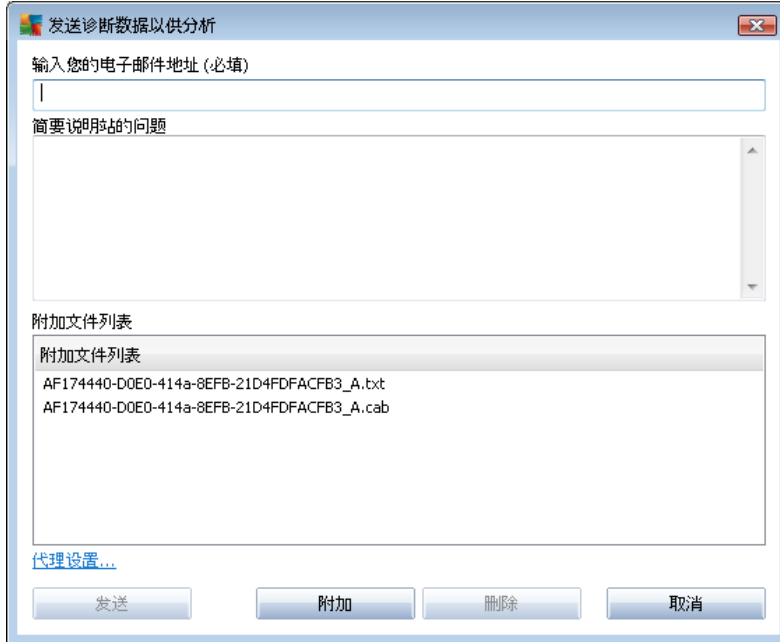 发送诊断数据以供分析
输入您的电子邮件地址 (必填)
简要说明站的问题
附加文件列表
附加文件列表
AF174440-D0E0-414a-8EFB-21D4FDFACFB3_A.txt
AF174440-D0E0-414a-8EFB-21D4FDFACFB3_A.cab
代理设置...
发送 附加 删除 取消